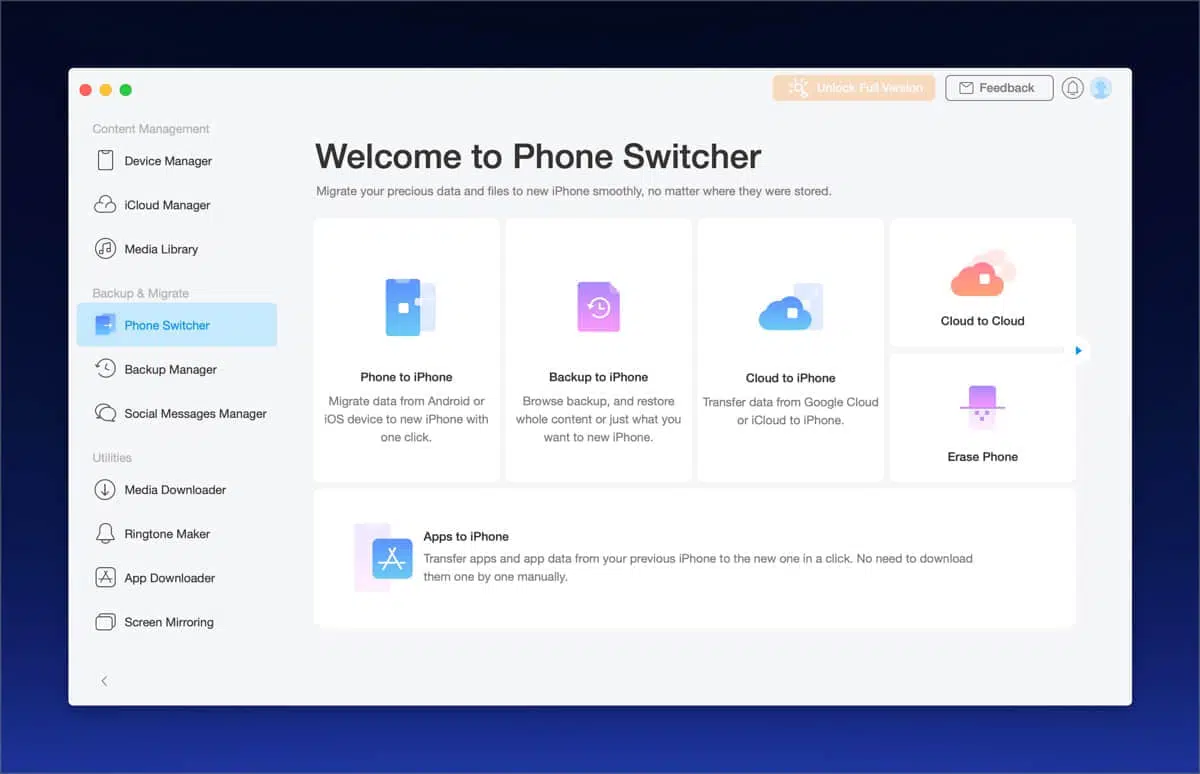 Unlock Full Version
Feedback
Content Management
Device Manager
iCloud Manager
Media Library
Backup & Migrate
Phone Switcher
Backup Manager
Social Messages Manager
Utilities
Media Downloader
Ringtone Maker
App Downloader
Screen Mirroring
Welcome to Phone Switcher
Migrate your precious data and files to new iPhone smoothly, no matter where they were stored.
Phone to iPhone
Migrate data from Android or
iOS device to new iPhone with
one click.
Backup to iPhone
Browse backup, and restore
whole content or just what you
want to new iPhone.
Cloud to iPhone
Transfer data from Google Cloud
or iCloud to iPhone.
Cloud to Cloud
Erase Phone
Apps to iPhone
Transfer apps and app data from your previous iPhone to the new one in a click. No need to download
them one by one manually.